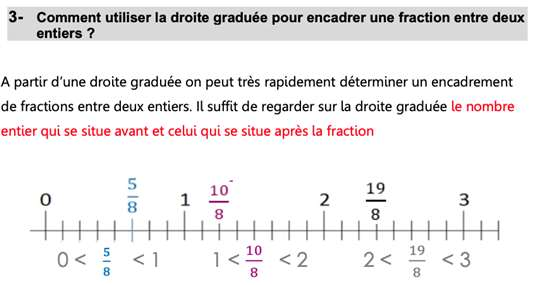 3- Comment utiliser la droite graduée pour encadrer une fraction entre deux
entiers ?
A partir d’une droite graduée on peut très rapidement déterminer un encadrement
de fractions entre deux entiers. Il suffit de regarder sur la droite graduée le nombre
entier qui se situe avant et celui qui se situe après la fraction
0 5/8 1 10/8 2 19/8 3
0 < 5/8 < 1 1 < 10/8 < 2 2 < 19/8 < 3